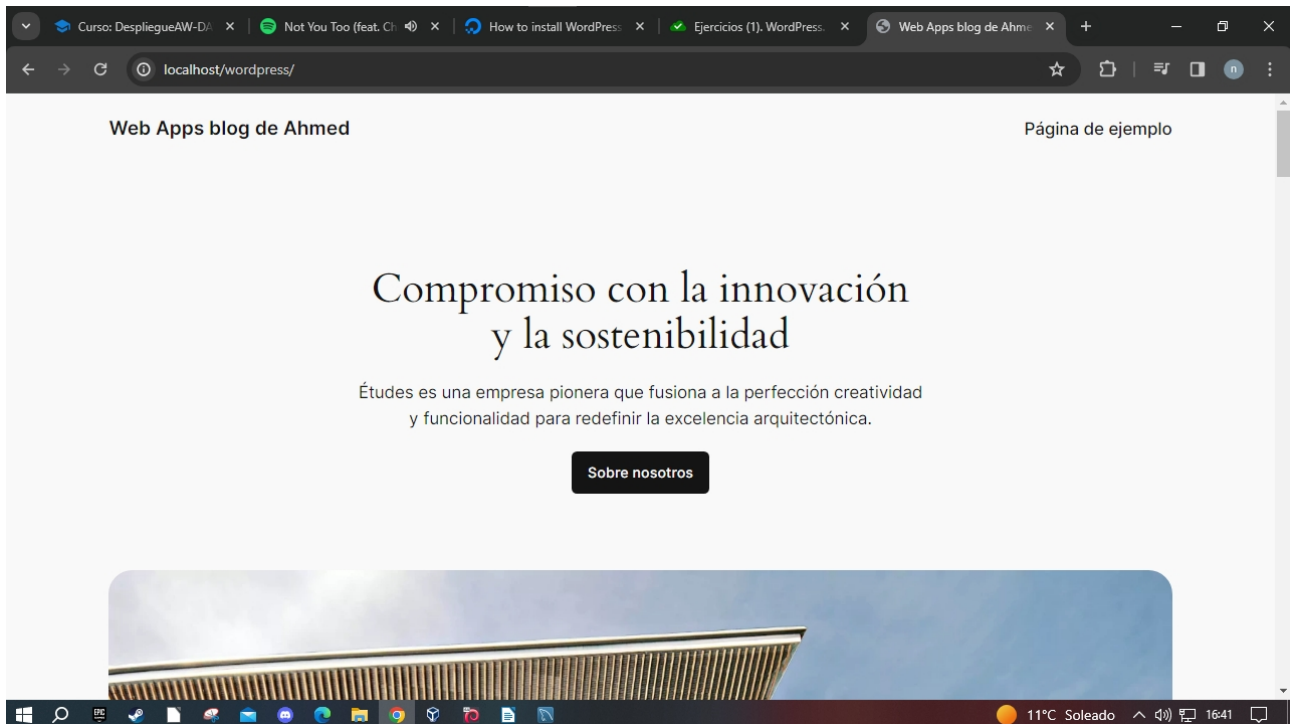 Curso: DespliegueAW-DA
Not You Too (feat. Ch
How to install WordPress
Ejercicios (1). WordPress.
Web Apps blog de Ahme
localhost/wordpress/
n
Web Apps blog de Ahmed
Página de ejemplo
Compromiso con la innovación
y la sostenibilidad
Études es una empresa pionera que fusiona a la perfección creatividad
y funcionalidad para redefinir la excelencia arquitectónica.
Sobre nosotros
EPIC
11°C Soleado
16:41